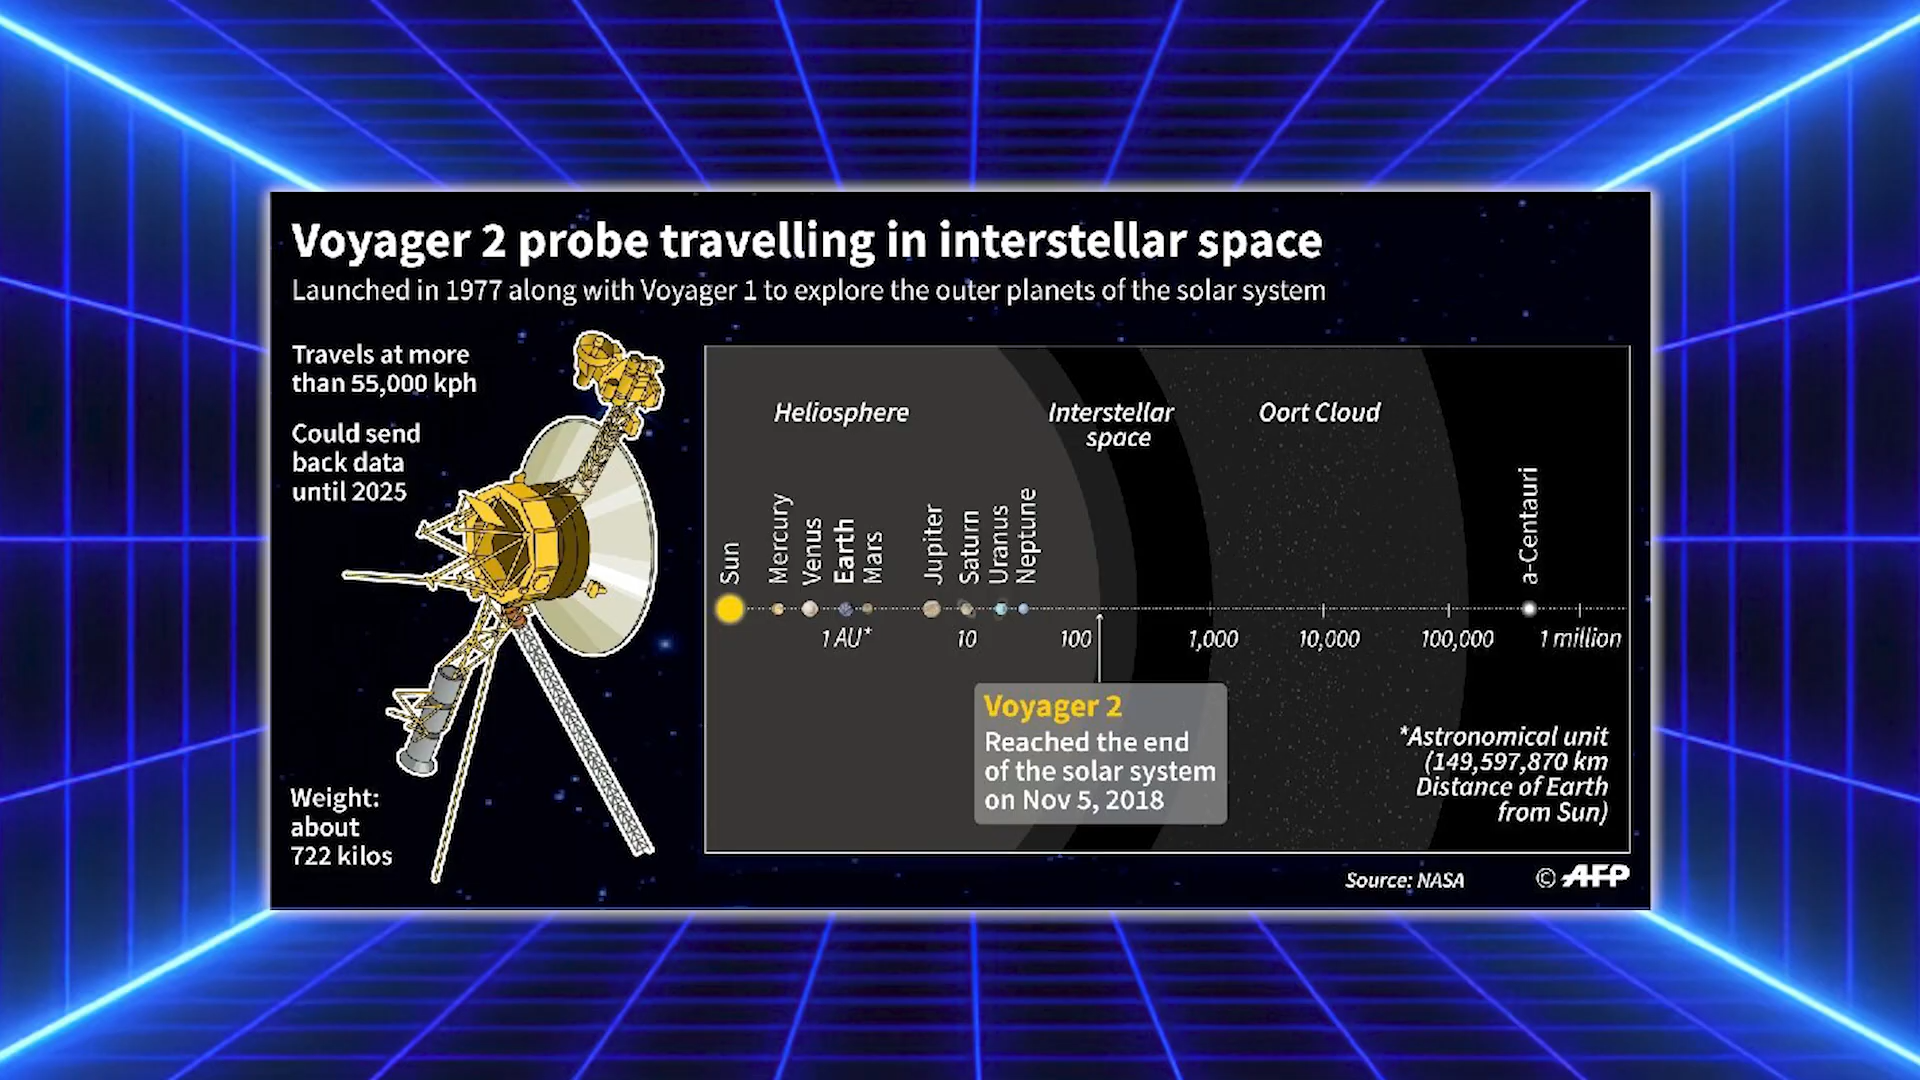 Voyager 2 probe travelling in interstellar space
Launched in 1977 along with Voyager 1 to explore the outer planets of the solar system
Travels at more
than 55,000 kph
Could send
back data
until 2025
Weight:
about
722 kilos
Heliosphere
Interstellar
space
Oort Cloud
Sun
Mercury
Venus
Earth
Mars
Jupiter
Saturn
Uranus
Neptune
a-Centauri
1 AU*
10
100
1,000
10,000
100,000
1 million
Voyager 2
Reached the end
of the solar system
on Nov 5, 2018
*Astronomical unit
(149,597,870 km
Distance of Earth
from Sun)
Source: NASA
© AFP